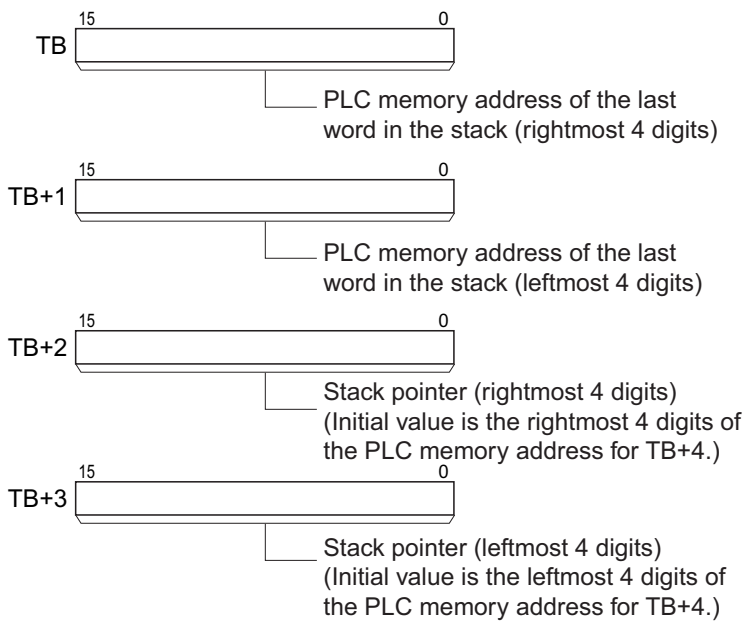 15 0
TB
PLC memory address of the last
word in the stack (rightmost 4 digits)
15 0
TB+1
PLC memory address of the last
word in the stack (leftmost 4 digits)
15 0
TB+2
Stack pointer (rightmost 4 digits)
(Initial value is the rightmost 4 digits of
the PLC memory address for TB+4.)
15 0
TB+3
Stack pointer (leftmost 4 digits)
(Initial value is the leftmost 4 digits of
the PLC memory address for TB+4.)